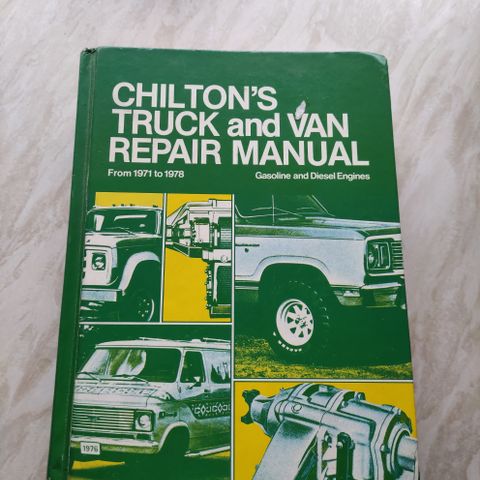 CHILTON'S
TRUCK and VAN
REPAIR MANUAL
From 1971 to 1978
Gasoline and Diesel Engines
1976